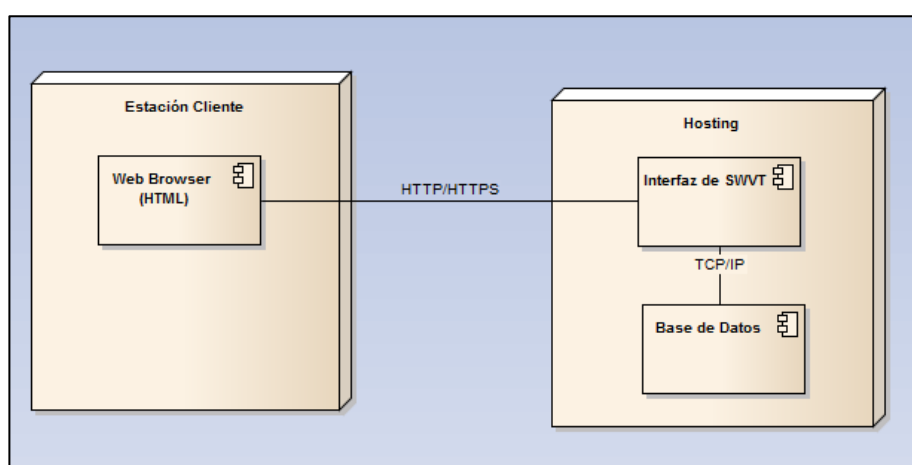 Estación Cliente
Web Browser
(HTML)
HTTP/HTTPS
Hosting
Interfaz de SWVT
TCP/IP
Base de Datos